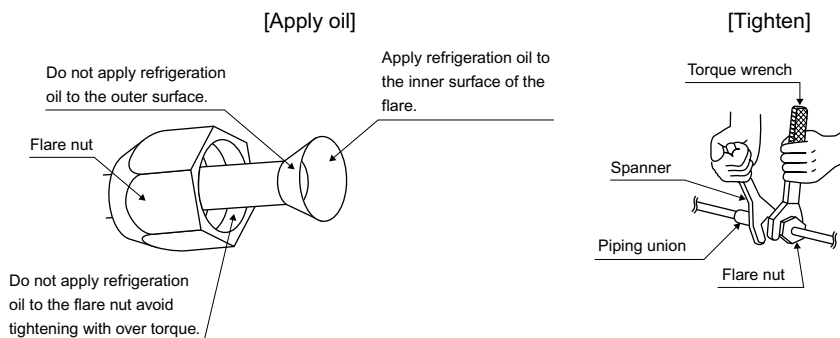 [Apply oil]
Do not apply refrigeration
oil to the outer surface.
Apply refrigeration oil to
the inner surface of the
flare.
Flare nut
Do not apply refrigeration
oil to the flare nut avoid
tightening with over torque.
[Tighten]
Torque wrench
Spanner
Piping union
Flare nut